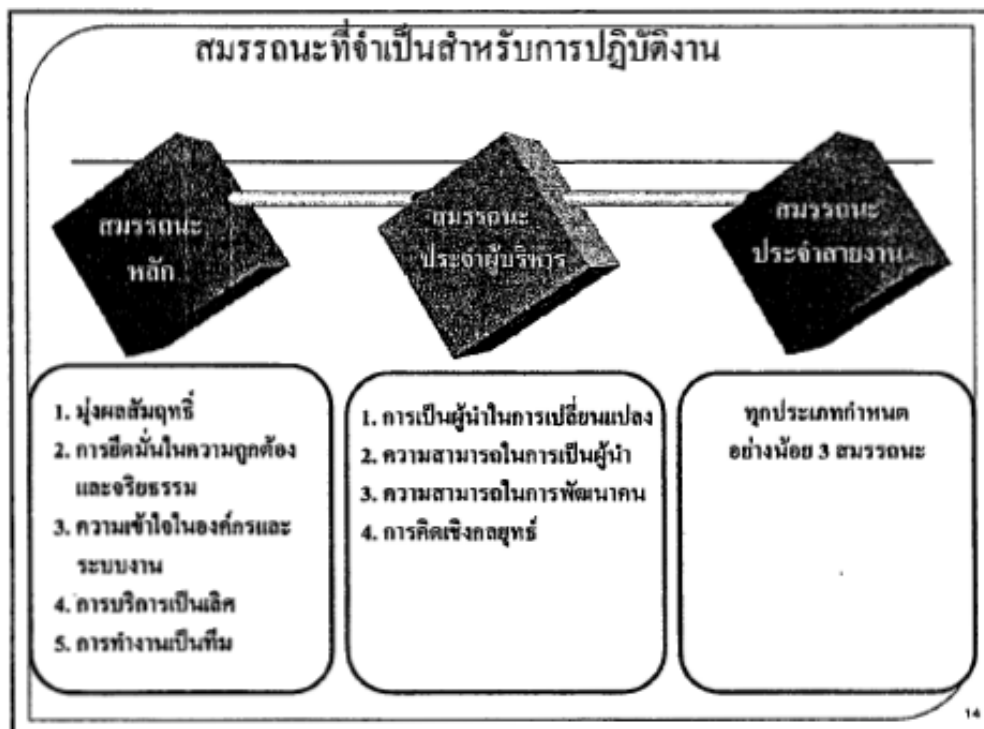 สมรรถนะที่จำเป็นสำหรับการปฏิบัติงาน
สมรรถนะ
หลัก
สมรรถนะ
ประจำผู้บริหาร
สมรรถนะ
ประจำสายงาน
1. มุ่งผลสัมฤทธิ์
2. การยึดมั่นในความถูกต้อง
และจริยธรรม
3. ความเข้าใจในองค์กรและ
ระบบงาน
4. การบริการเป็นเลิศ
5. การทำงานเป็นทีม
1. การเป็นผู้นำในการเปลี่ยนแปลง
2. ความสามารถในการเป็นผู้นำ
3. ความสามารถในการพัฒนาคน
4. การคิดเชิงกลยุทธ์
ทุกประเภทกำหนด
อย่างน้อย 3 สมรรถนะ
14